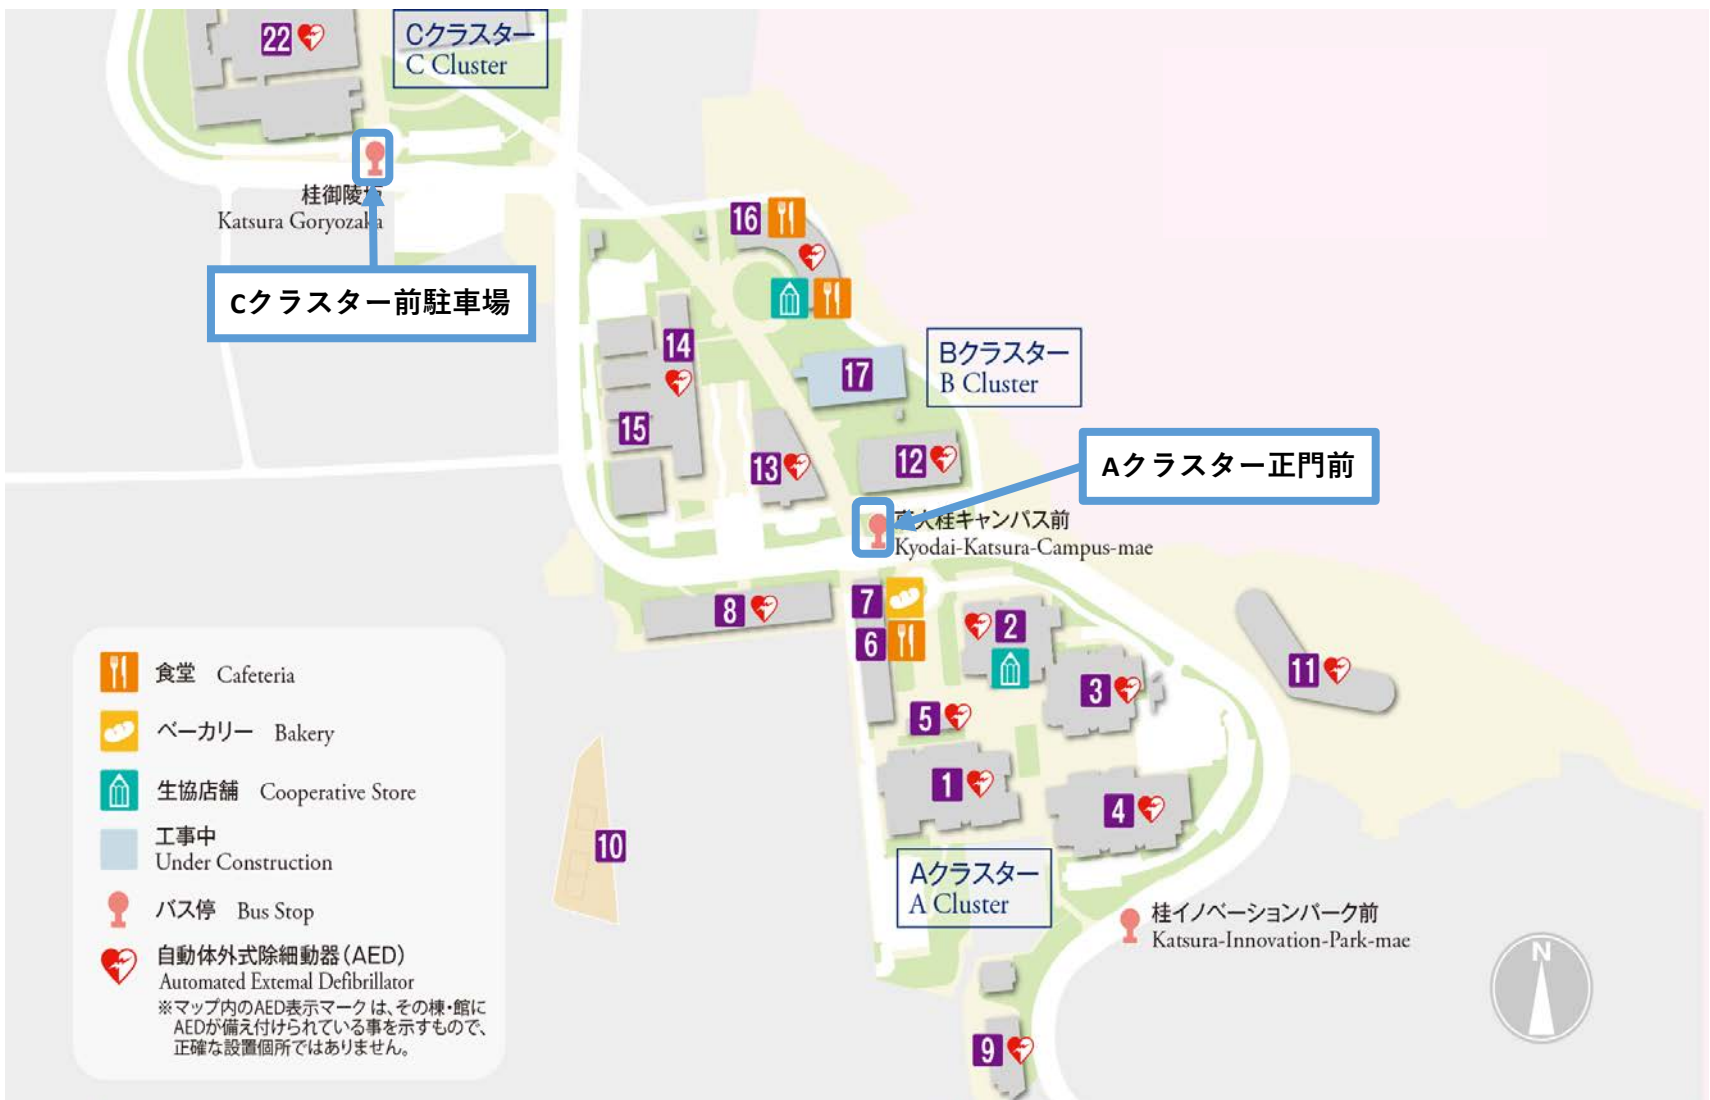 22
Cクラスター
C Cluster
桂御陵
Katsura Goryozaka
Cクラスター前駐車場
16
14
15
17
Bクラスター
B Cluster
13
12
Aクラスター正門前
大桂キャンパス前
Kyodai-Katsura-Campus-mae
8
7
6
2
3
5
11
1
4
10
Aクラスター
A Cluster
桂イノベーションパーク前
Katsura-Innovation-Park-mae
9
N
食堂 Cafeteria
ベーカリー Bakery
生協店舗 Cooperative Store
工事中
Under Construction
バス停 Bus Stop
自動体外式除細動器(AED)
Automated External Defibrillator
※マップ内のAED表示マークは、その棟・館に
AEDが備え付けられている事を示すもので、
正確な設置個所ではありません。